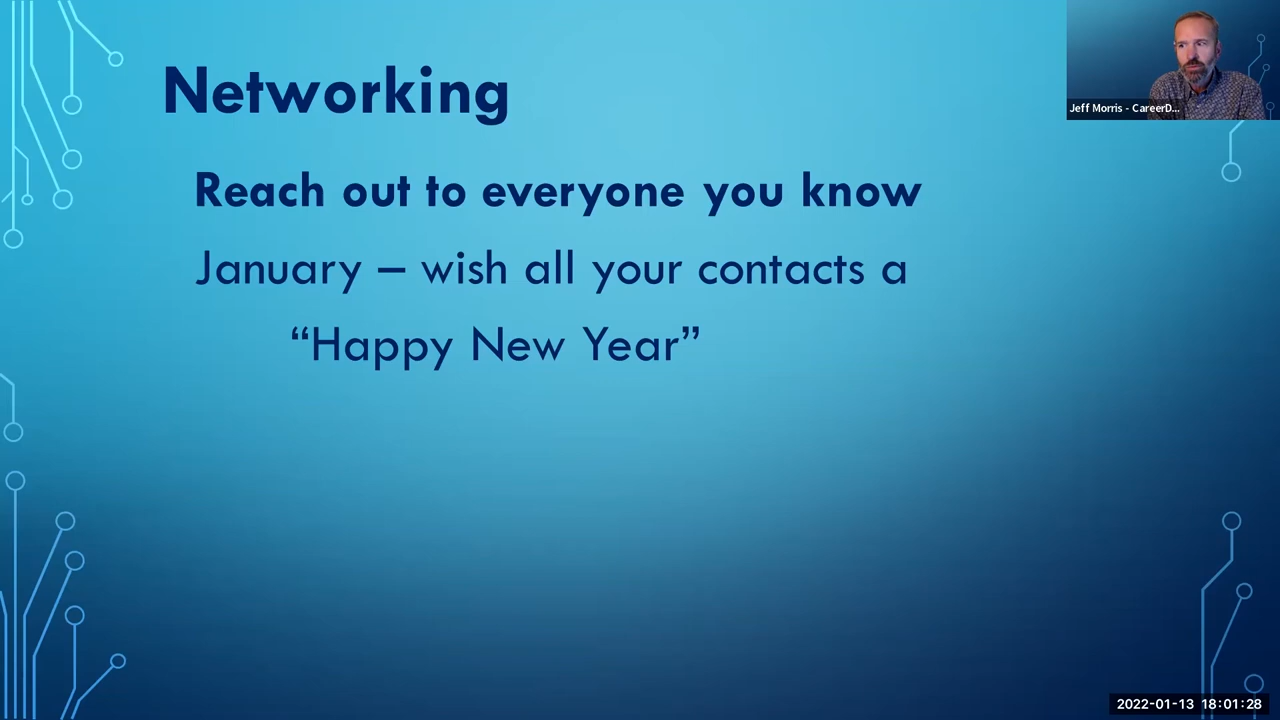 Networking
Jeff Morris - CareerD...
Reach out to everyone you know
January – wish all your contacts a
“Happy New Year”
2022-01-13 18:01:28